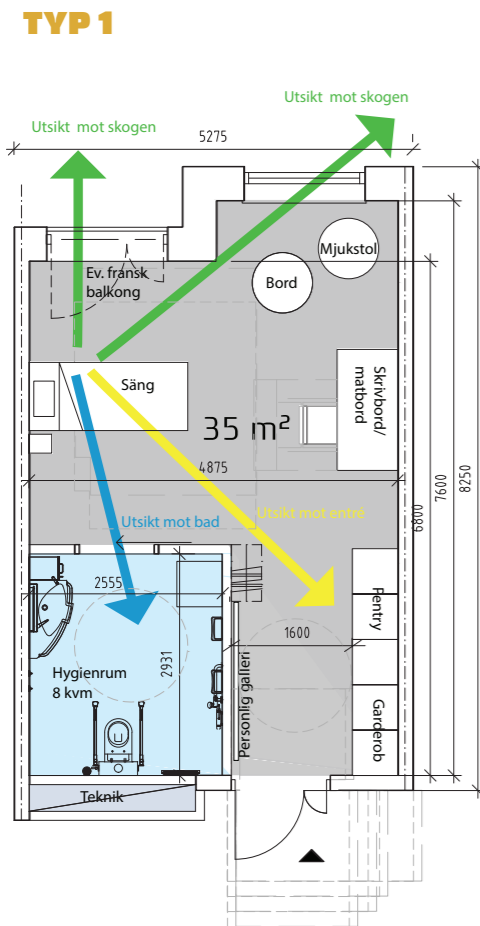 TYP 1
Utsikt mot skogen
Utsikt mot skogen
5275
Ev. fransk
balkong
Mjukstol
Bord
Säng
Skrivbord/
matbord
35 m²
4875
6800
7600
8250
Utsikt mot entré
Utsikt mot bad
2555
2931
1600
Pentry
Hygienrum
8 kvm
Personlig galleri
Garderob
Teknik